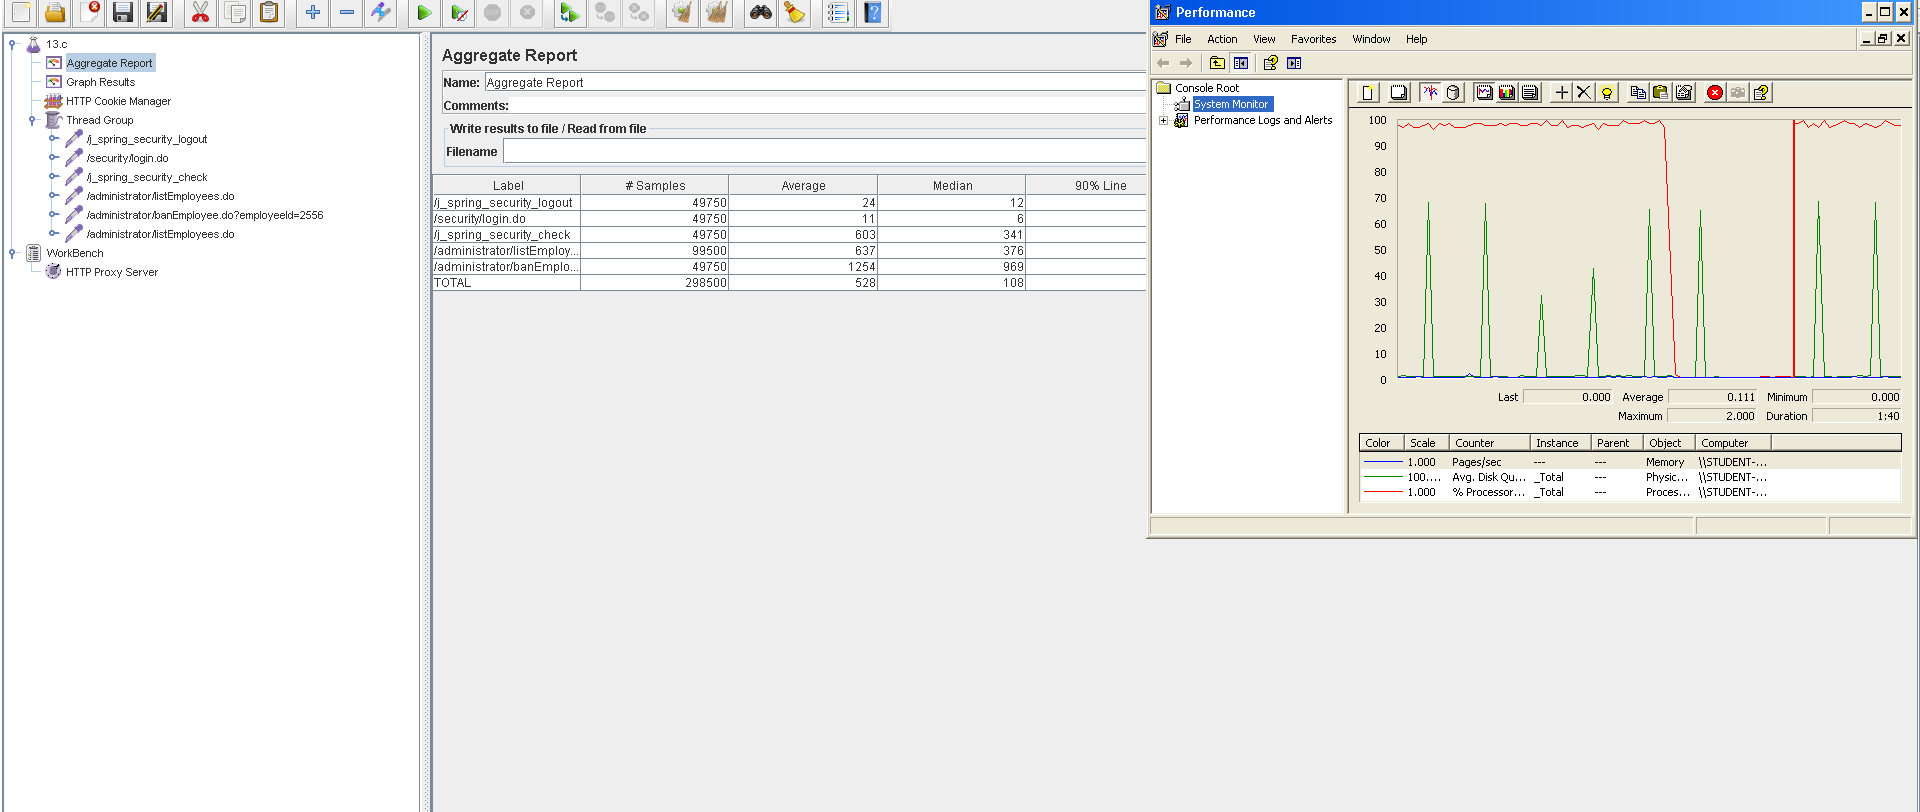 13.c
Aggregate Report
Graph Results
HTTP Cookie Manager
Thread Group
/j_spring_security_logout
/security/login.do
/j_spring_security_check
/administrator/listEmployees.do
/administrator/banEmployee.do?employeeId=2556
/administrator/listEmployees.do
WorkBench
HTTP Proxy Server
Aggregate Report
Name: Aggregate Report
Comments:
Write results to file / Read from file
Filename
Label # Samples Average Median 90% Line
/j_spring_security_logout 49750 24 12
/security/login.do 49750 11 6
/j_spring_security_check 49750 603 341
/administrator/listEmploy... 99500 637 376
/administrator/banEmplo... 49750 1254 969
TOTAL 298500 528 108
Performance
File Action View Favorites Window Help
Console Root
System Monitor
Performance Logs and Alerts
100
90
80
70
60
50
40
30
20
10
0
Last 0.000 Average 0.111 Minimum 0.000
Maximum 2.000 Duration 1:40
Color Scale Counter Instance Parent Object Computer
1.000 Pages/sec --- --- Memory \\STUDENT-...
100.... Avg. Disk Qu... _Total --- Physic... \\STUDENT-...
1.000 % Processor... _Total --- Proces... \\STUDENT-...